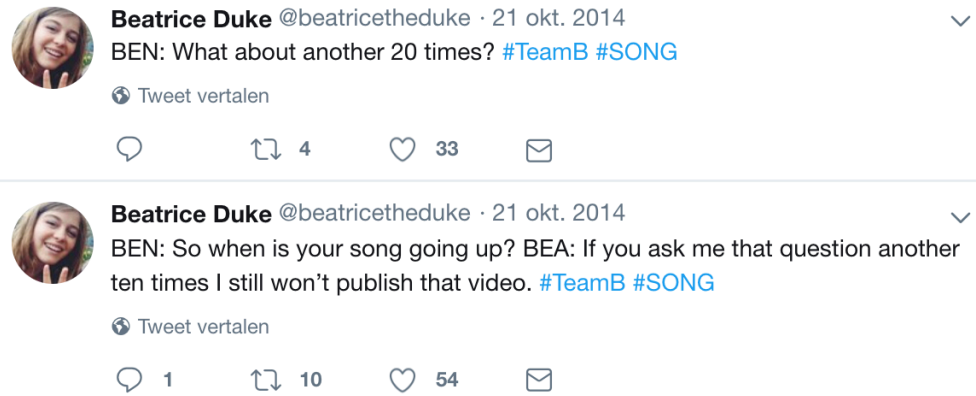 Beatrice Duke @beatricetheduke · 21 okt. 2014
BEN: What about another 20 times? #TeamB #SONG
Tweet vertalen
4 33
Beatrice Duke @beatricetheduke · 21 okt. 2014
BEN: So when is your song going up? BEA: If you ask me that question another
ten times I still won’t publish that video. #TeamB #SONG
Tweet vertalen
1 10 54